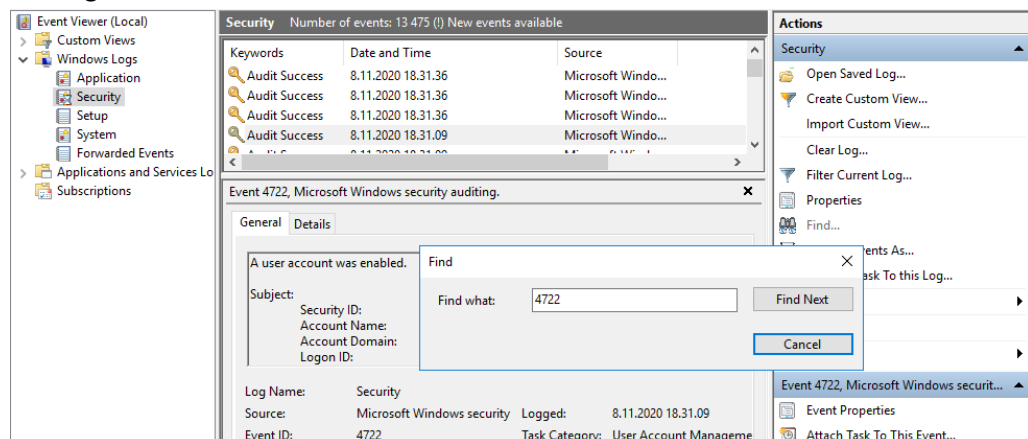 Event Viewer (Local)
Custom Views
Windows Logs
Application
Security
Setup
System
Forwarded Events
Applications and Services Lo
Subscriptions
Security Number of events: 13 475 (!) New events available
Keywords Date and Time Source
Audit Success 8.11.2020 18.31.36 Microsoft Windo...
Audit Success 8.11.2020 18.31.36 Microsoft Windo...
Audit Success 8.11.2020 18.31.36 Microsoft Windo...
Audit Success 8.11.2020 18.31.09 Microsoft Windo...
Event 4722, Microsoft Windows security auditing.
General Details
A user account was enabled.
Subject:
Security ID:
Account Name:
Account Domain:
Logon ID:
Log Name: Security
Source: Microsoft Windows security Logged: 8.11.2020 18.31.09
Event ID: 4722 Task Category: User Account Manageme
Find
Find what: 4722 Find Next
Cancel
Actions
Security
Open Saved Log...
Create Custom View...
Import Custom View...
Clear Log...
Filter Current Log...
Properties
Find...
ents As...
ask To this Log...
Event 4722, Microsoft Windows securit...
Event Properties
Attach Task To This Event...